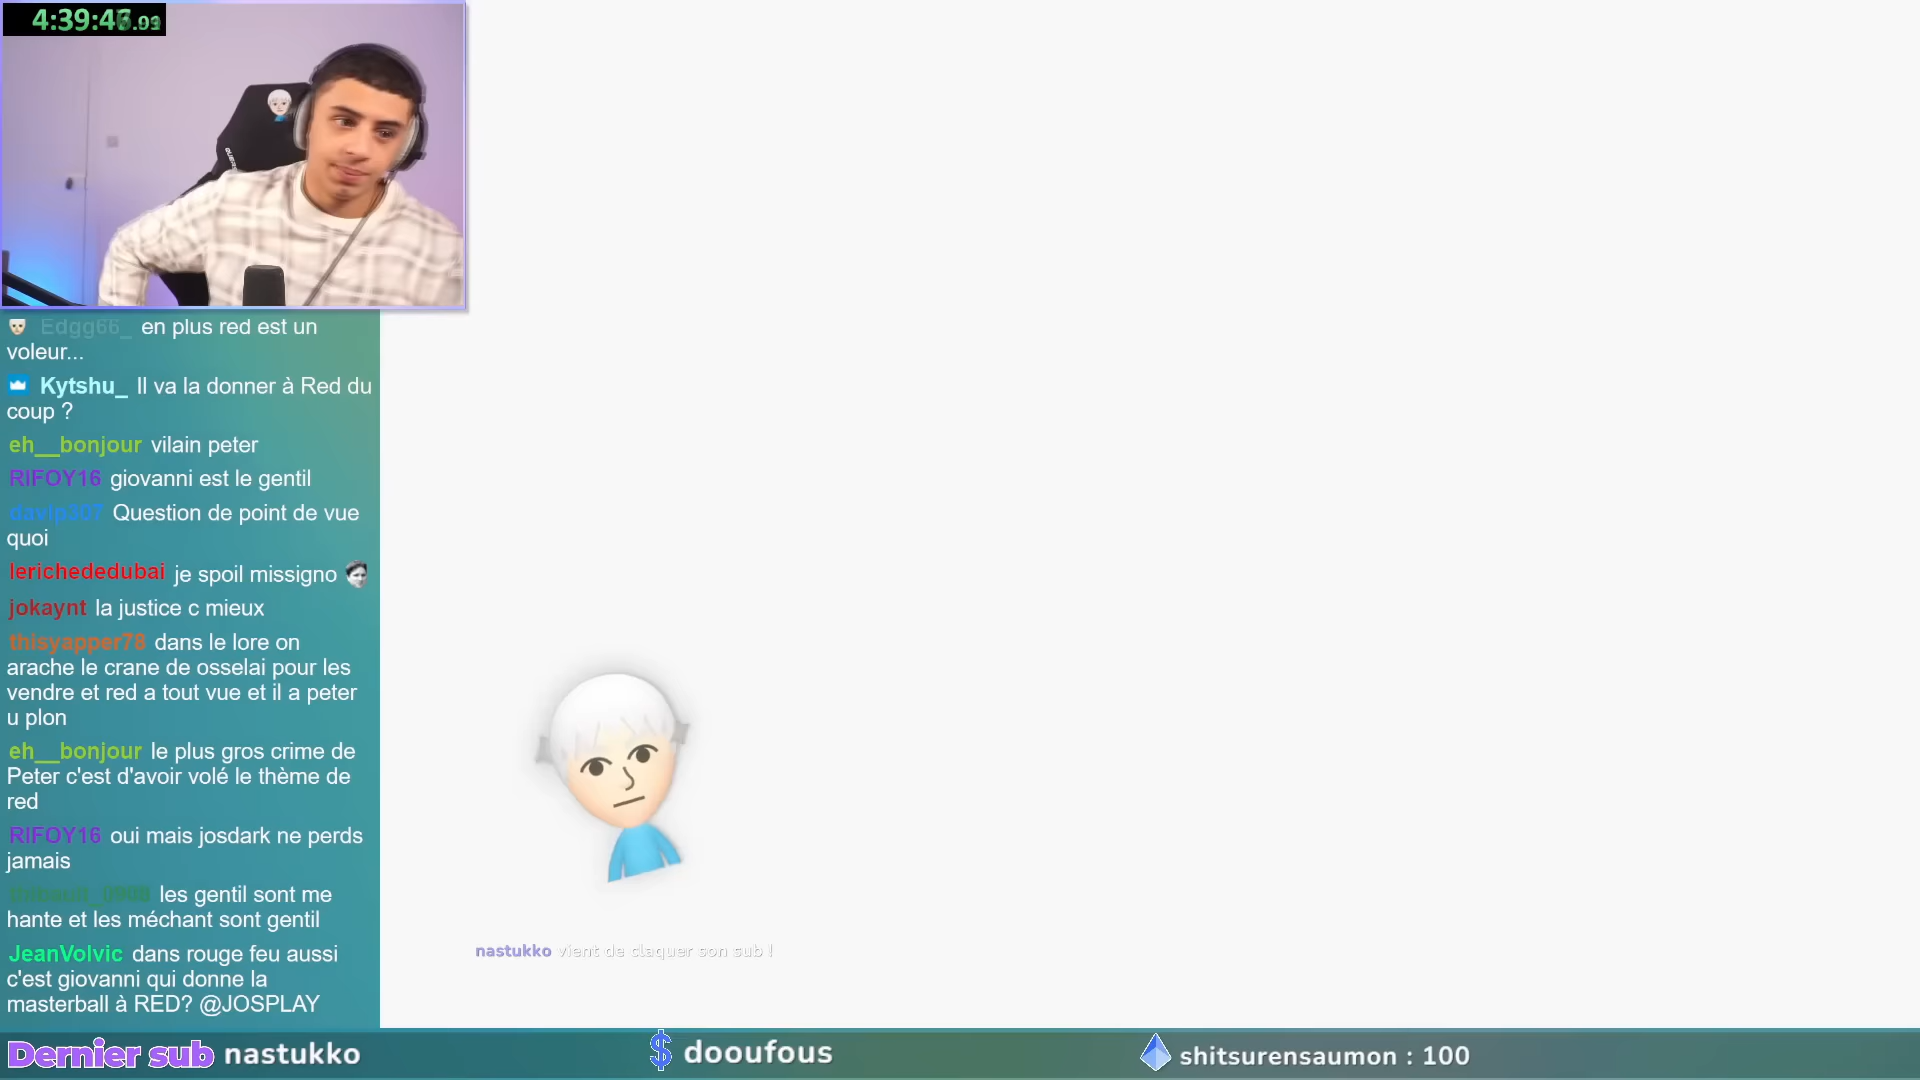 4:39:4
Edgg66_ en plus red est un
voleur...
Kytshu_ Il va la donner à Red du
coup ?
eh__bonjour vilain peter
RIFOY16 giovanni est le gentil
davip307 Question de point de vue
quoi
lerichededubai je spoil missigno
jokaynt la justice c mieux
thisyapper78 dans le lore on
arache le crane de osselai pour les
vendre et red a tout vue et il a peter
u plon
eh__bonjour le plus gros crime de
Peter c'est d'avoir volé le thème de
red
RIFOY16 oui mais josdark ne perds
jamais
les gentil sont me
hante et les méchant sont gentil
JeanVolvic dans rouge feu aussi
c'est giovanni qui donne la
masterball à RED? @JOSPLAY
nastukko vient de claquer son sub !
Dernier sub nastukko
$ dooufous
shitsurensaumon : 100